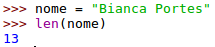 >>> nome = "Bianca Portes"
>>> len(nome)
13